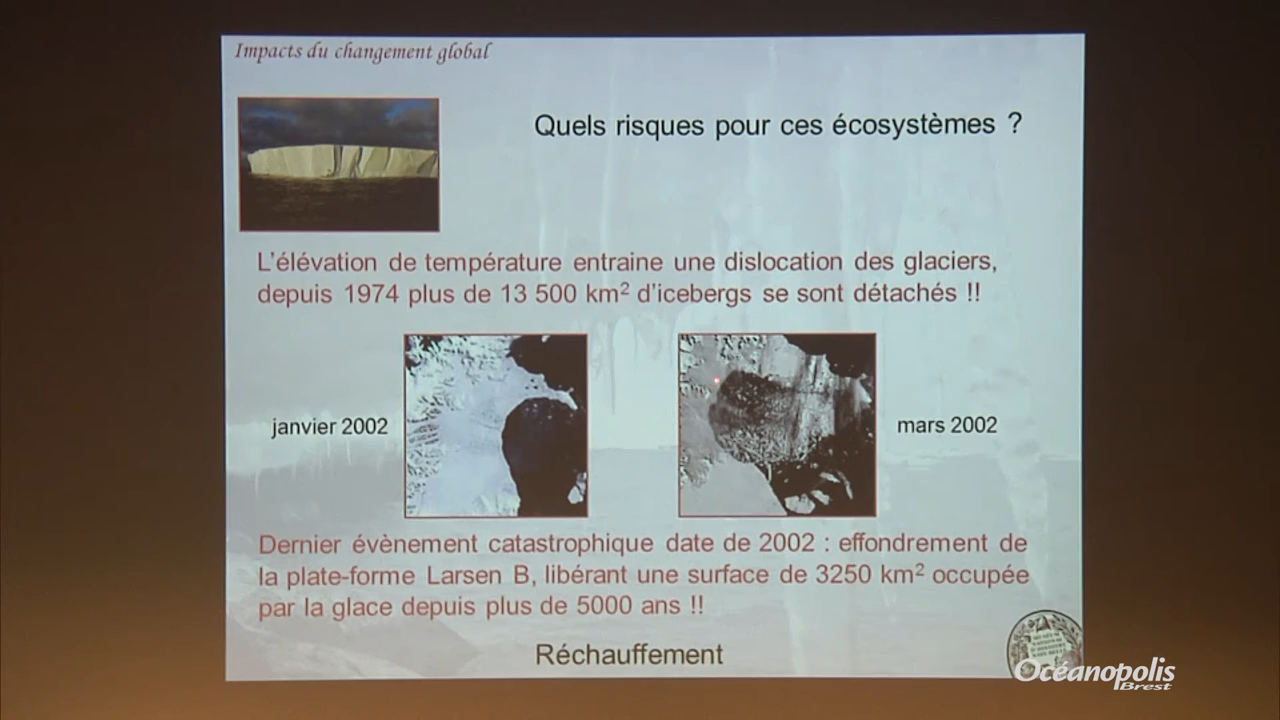 Impacts du changement global
Quels risques pour ces écosystèmes ?
L'élévation de température entraine une dislocation des glaciers,
depuis 1974 plus de 13 500 km² d'icebergs se sont détachés !!
janvier 2002
mars 2002
Dernier évènement catastrophique date de 2002 : effondrement de
la plate-forme Larsen B, libérant une surface de 3250 km² occupée
par la glace depuis plus de 5000 ans !!
Réchauffement
Océanopolis
Brest